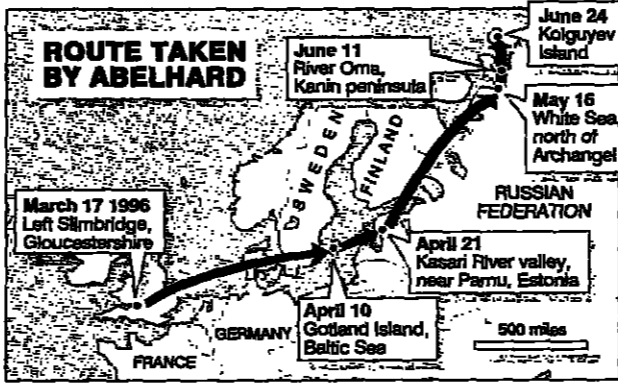 ROUTE TAKEN
BY ABELHARD
June 24
Kolguyev
Island
June 11
River Oma,
Kanin peninsula
May 16
White Sea,
north of
Archangel
SWEDEN
FINLAND
RUSSIAN
FEDERATION
March 17 1996
Left Slimbridge,
Gloucestershire
April 21
Kasari River valley,
near Parnu, Estonia
April 10
Gotland Island,
Baltic Sea
GERMANY
FRANCE
500 miles